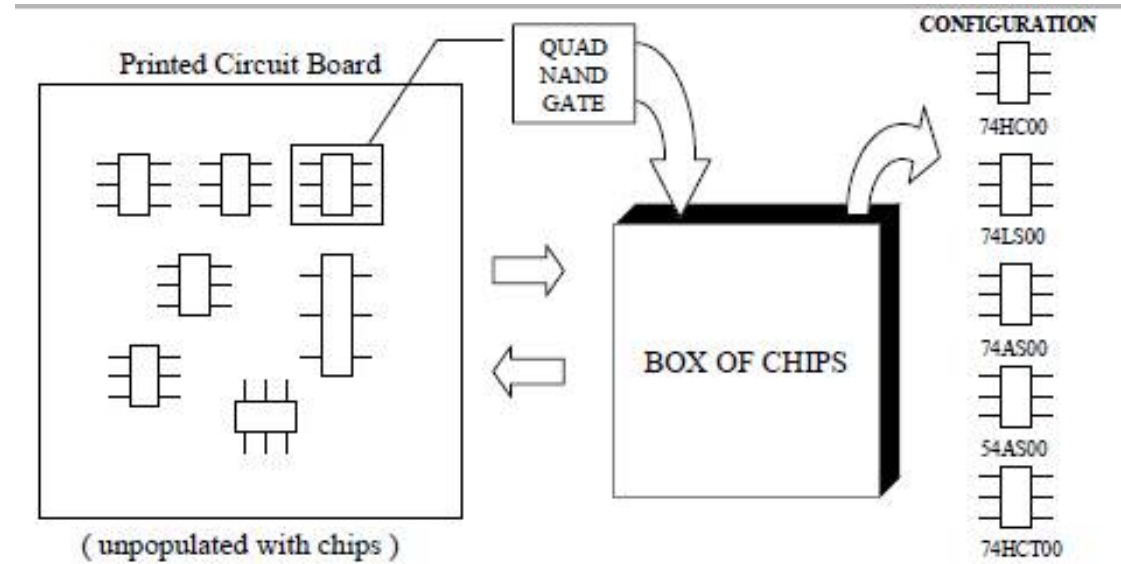 CONFIGURATION
Printed Circuit Board
QUAD
NAND
GATE
74HC00
74LS00
74AS00
54AS00
74HCT00
BOX OF CHIPS
( unpopulated with chips )